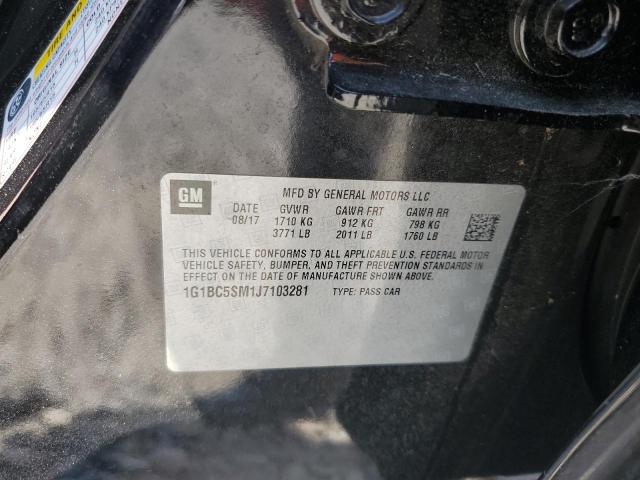 TIRE AND
GM
MFD BY GENERAL MOTORS LLC
DATE GVWR GAWR FRT GAWR RR
08/17 1710 KG 912 KG 798 KG
3771 LB 2011 LB 1760 LB
THIS VEHICLE CONFORMS TO ALL APPLICABLE U.S. FEDERAL MOTOR
VEHICLE SAFETY, BUMPER, AND THEFT PREVENTION STANDARDS IN
EFFECT ON THE DATE OF MANUFACTURE SHOWN ABOVE.
1G1BC5SM1J7103281 TYPE: PASS CAR